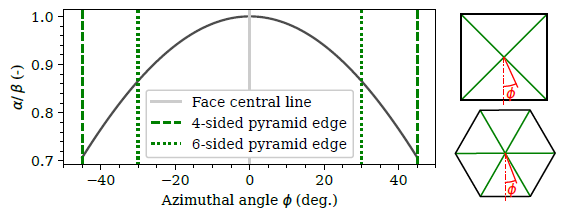 1.0
0.9
0.8
0.7
α/β (-)
Face central line
4-sided pyramid edge
6-sided pyramid edge
−40 −20 0 20 40
Azimuthal angle ϕ (deg.)
ϕ
ϕ